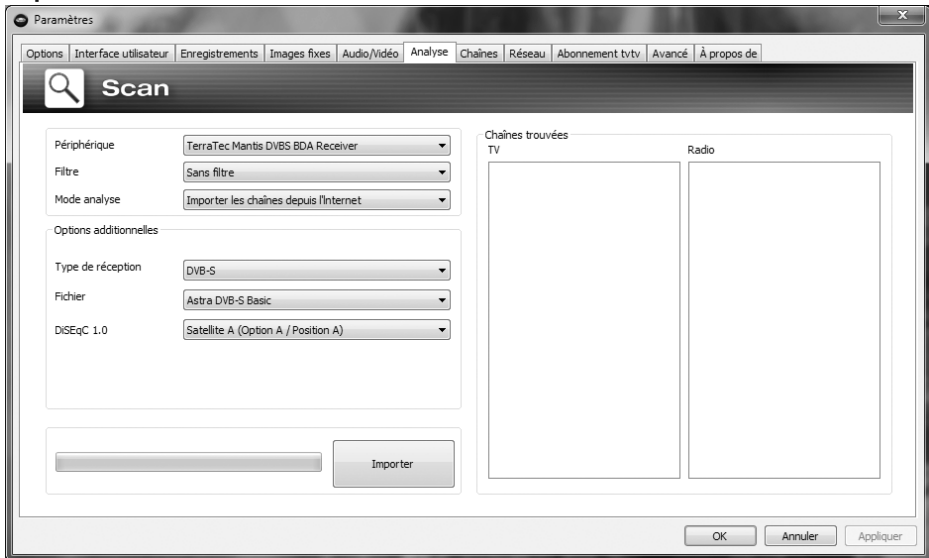 Paramètres
x
Options Interface utilisateur Enregistrements Images fixes Audio/Vidéo Analyse Chaînes Réseau Abonnement tvtv Avancé À propos de
Scan
Périphérique TerraTec Mantis DVBS BDA Receiver
Filtre Sans filtre
Mode analyse Importer les chaînes depuis l'Internet
Options additionnelles
Type de réception DVB-S
Fichier Astra DVB-S Basic
DiSEqC 1.0 Satellite A (Option A / Position A)
Importer
Chaînes trouvées
TV Radio
OK Annuler Appliquer